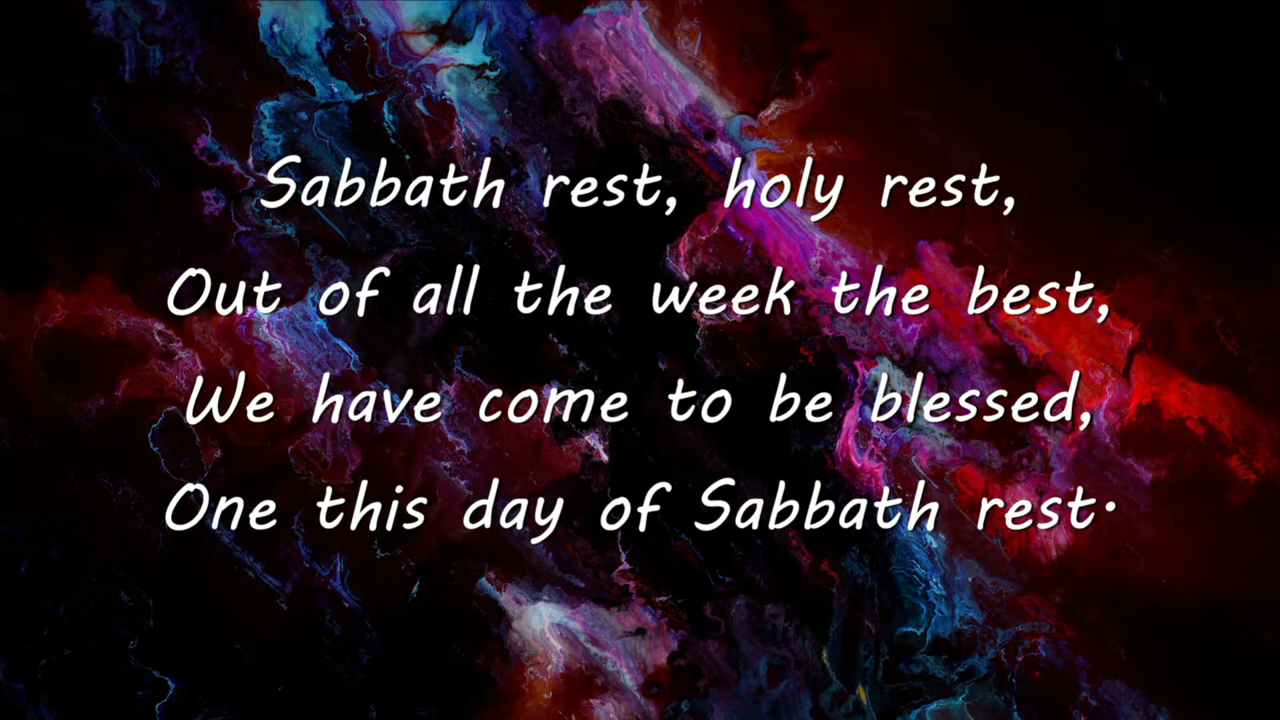 Sabbath rest, holy rest,
Out of all the week the best,
We have come to be blessed,
One this day of Sabbath rest·